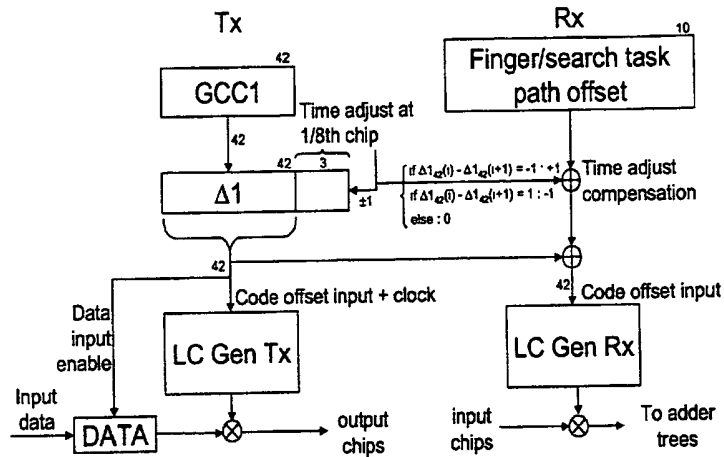 Tx
Rx
42
GCC1
10
Finger/search task
path offset
42
Time adjust at
1/8th chip
42
3
Δ1
±1
if Δ1₄₂(i) - Δ1₄₂(i+1) = -1 : +1
if Δ1₄₂(i) - Δ1₄₂(i+1) = 1 : -1
else : 0
Time adjust
compensation
42
Code offset input + clock
42
Code offset input
Data
input
enable
LC Gen Tx
LC Gen Rx
Input
data
DATA
output
chips
input
chips
To adder
trees